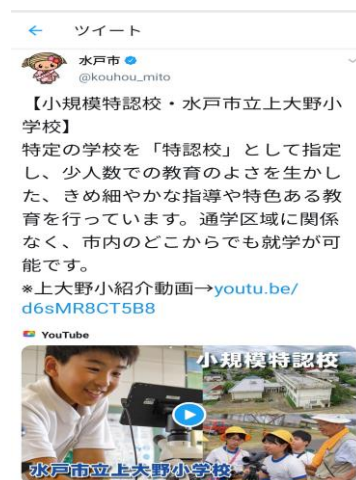 ツイート
水戸市
@kouhou_mito
【小規模特認校・水戸市立上大野小
学校】
特定の学校を「特認校」として指定
し、少人数での教育のよさを生かし
た、きめ細やかな指導や特色ある教
育を行っています。通学区域に関係
なく、市内のどこからでも就学が可
能です。
*上大野小紹介動画→youtu.be/
d6sMR8CT5B8
YouTube
小規模特認校
水戸市立上大野小学校